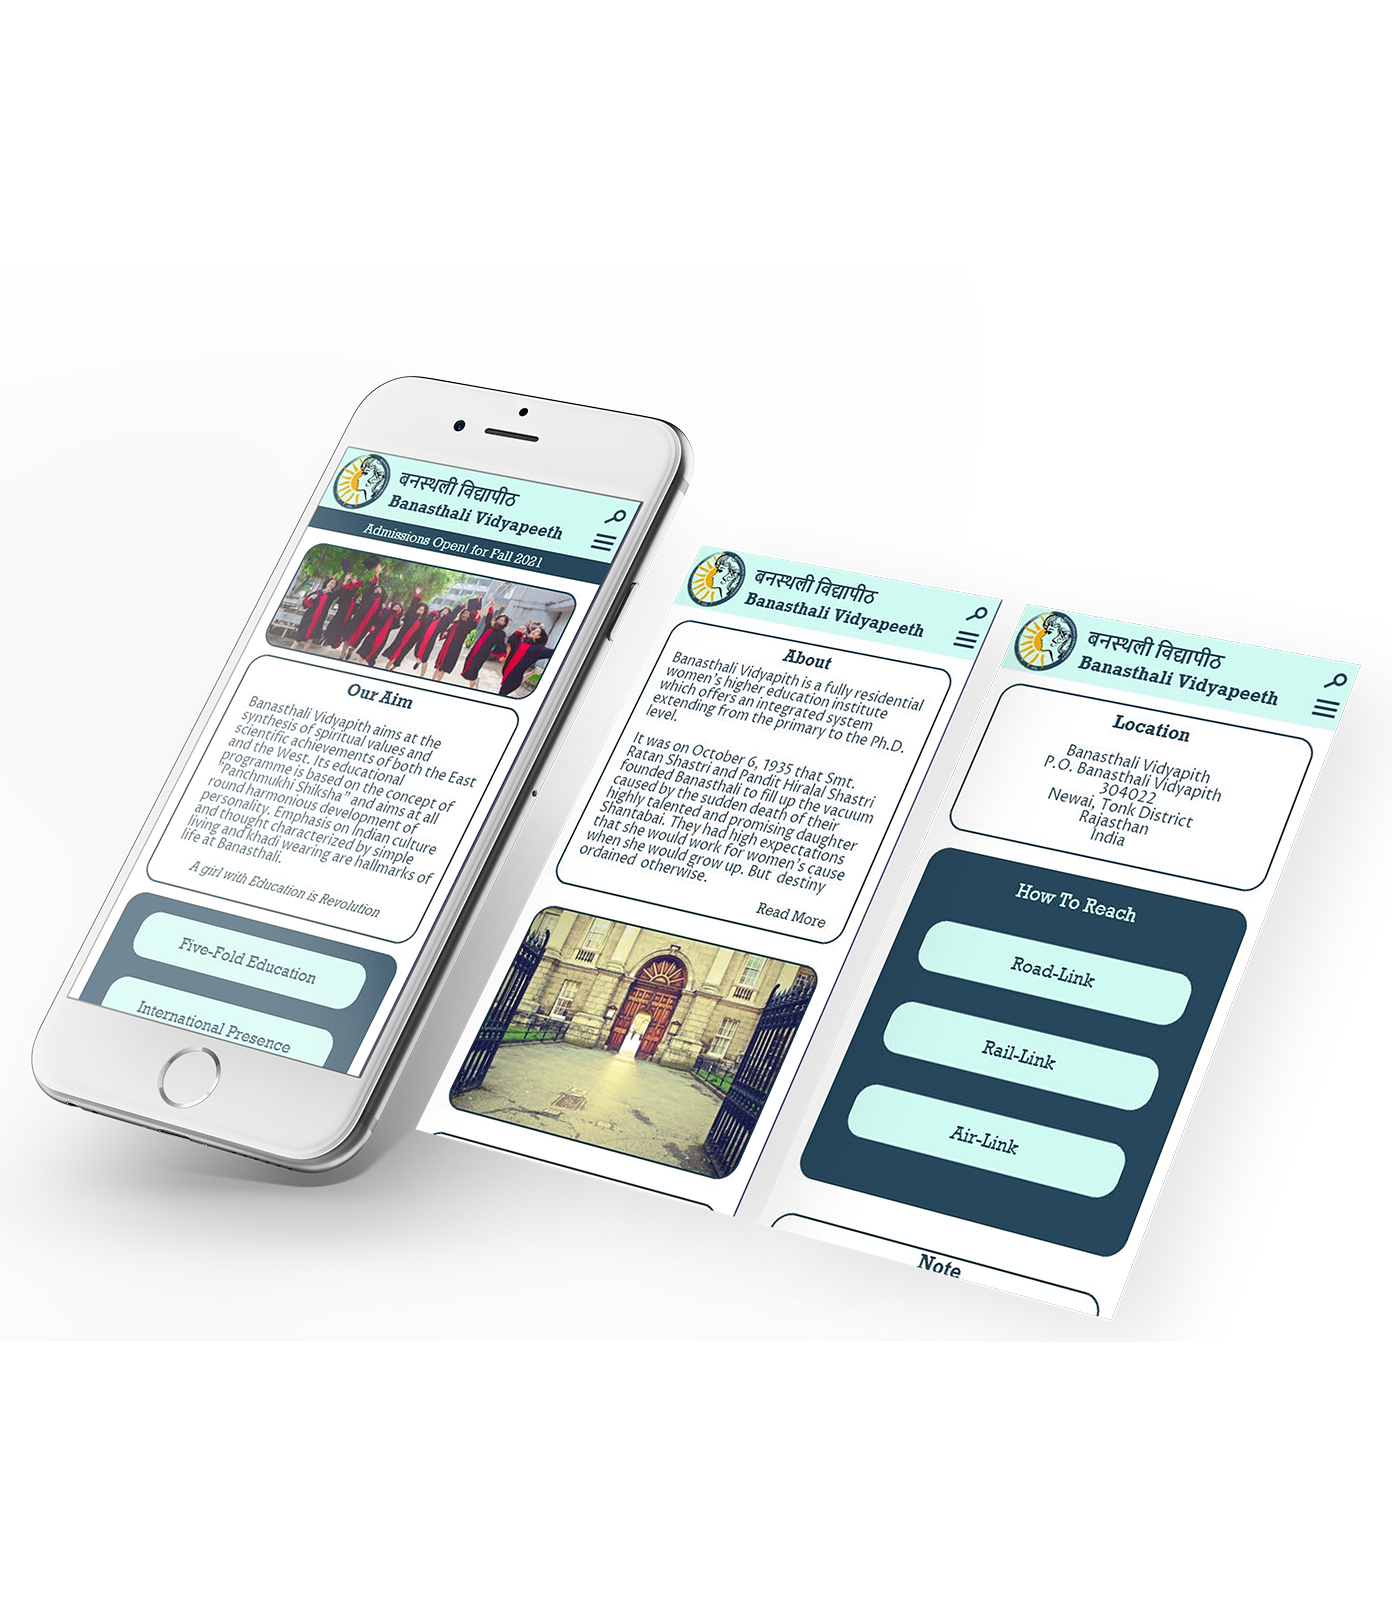 बनस्थली विद्यापीठ
Banasthali Vidyapeeth
Admissions Open! for Fall 2021
Our Aim
Banasthali Vidyapith aims at the
synthesis of spiritual values and
scientific achievements of both the East
and the West. Its educational
programme is based on the concept of
"Panchmukhi Shiksha" and aims at all
round harmonious development of
personality. Emphasis on Indian culture
and thought characterized by simple
living and khadi wearing are hallmarks of
life at Banasthali.
A girl with Education is Revolution
Five-Fold Education
International Presence
बनस्थली विद्यापीठ
Banasthali Vidyapeeth
About
Banasthali Vidyapith is a fully residential
women's higher education institute
which offers an integrated system
extending from the primary to the Ph.D.
level.
It was on October 6, 1935 that Smt.
Ratan Shastri and Pandit Hiralal Shastri
founded Banasthali to fill up the vacuum
caused by the sudden death of their
highly talented and promising daughter
Shantabai. They had high expectations
that she would work for women's cause
when she would grow up. But destiny
ordained otherwise.
Read More
बनस्थली विद्यापीठ
Banasthali Vidyapeeth
Location
Banasthali Vidyapith
P.O. Banasthali Vidyapith
304022
Newai, Tonk District
Rajasthan
India
How To Reach
Road-Link
Rail-Link
Air-Link
Note